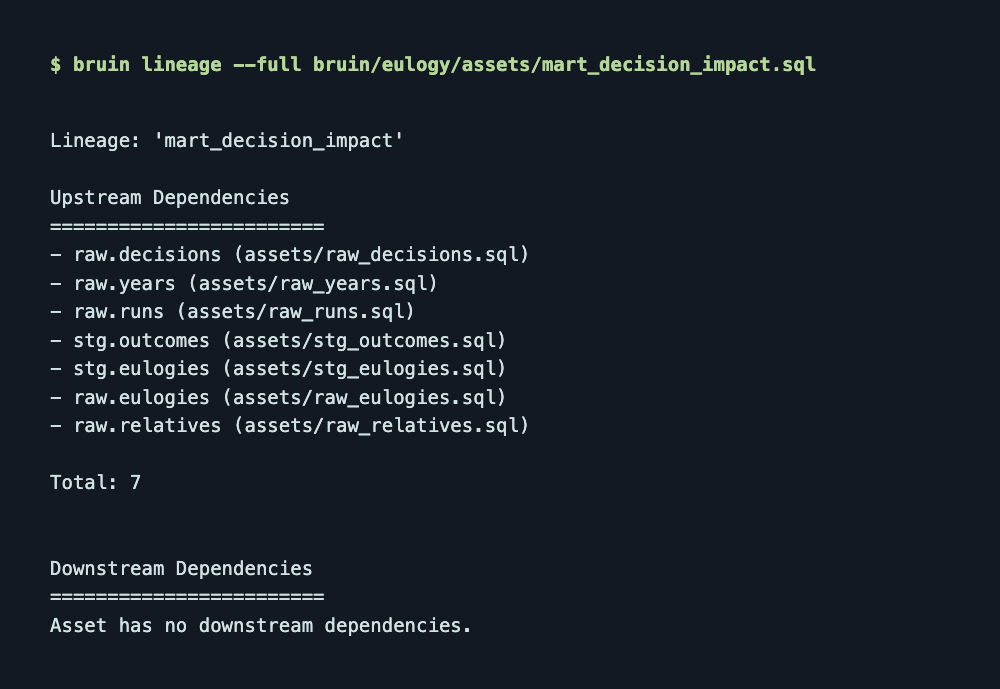 $ bruin lineage --full bruin/eulogy/assets/mart_decision_impact.sql
Lineage: 'mart_decision_impact'
Upstream Dependencies
========================
- raw.decisions (assets/raw_decisions.sql)
- raw.years (assets/raw_years.sql)
- raw.runs (assets/raw_runs.sql)
- stg.outcomes (assets/stg_outcomes.sql)
- stg.eulogies (assets/stg_eulogies.sql)
- raw.eulogies (assets/raw_eulogies.sql)
- raw.relatives (assets/raw_relatives.sql)
Total: 7
Downstream Dependencies
========================
Asset has no downstream dependencies.